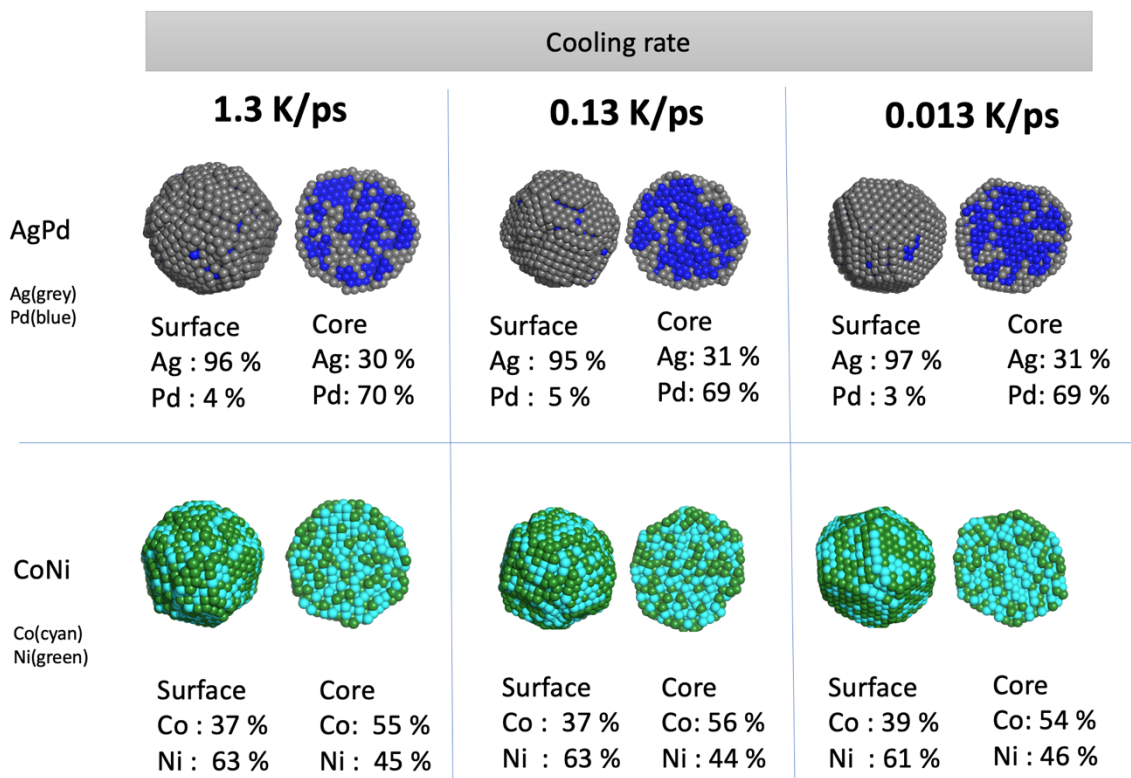 Cooling rate
1.3 K/ps
0.13 K/ps
0.013 K/ps
AgPd
Ag(grey)
Pd(blue)
Surface
Ag : 96 %
Pd : 4 %
Core
Ag: 30 %
Pd: 70 %
Surface
Ag : 95 %
Pd : 5 %
Core
Ag: 31 %
Pd: 69 %
Surface
Ag : 97 %
Pd : 3 %
Core
Ag: 31 %
Pd: 69 %
CoNi
Co(cyan)
Ni(green)
Surface
Co : 37 %
Ni : 63 %
Core
Co: 55 %
Ni : 45 %
Surface
Co : 37 %
Ni : 63 %
Core
Co: 56 %
Ni : 44 %
Surface
Co : 39 %
Ni : 61 %
Core
Co: 54 %
Ni : 46 %